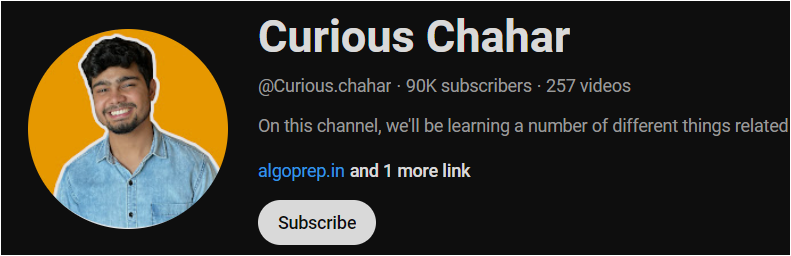 Curious Chahar
@Curious.chahar · 90K subscribers · 257 videos
On this channel, we'll be learning a number of different things related
algoprep.in and 1 more link
Subscribe